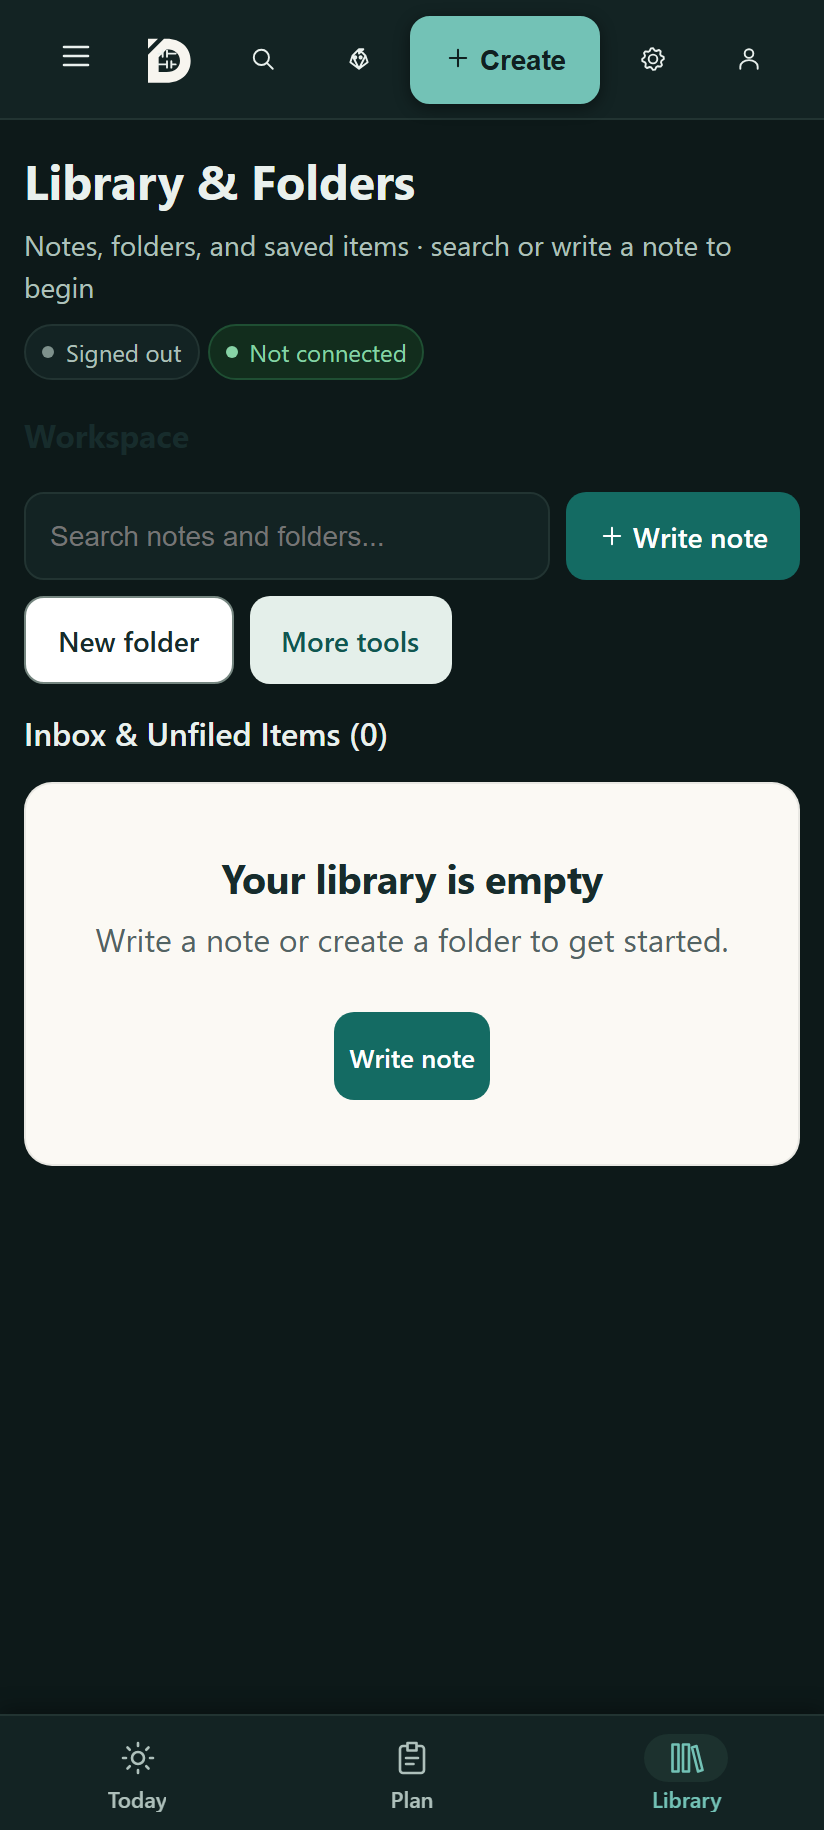 + Create
Library & Folders
Notes, folders, and saved items · search or write a note to
begin
Signed out
Not connected
Workspace
Search notes and folders...
+ Write note
New folder
More tools
Inbox & Unfiled Items (0)
Your library is empty
Write a note or create a folder to get started.
Write note
Today
Plan
Library